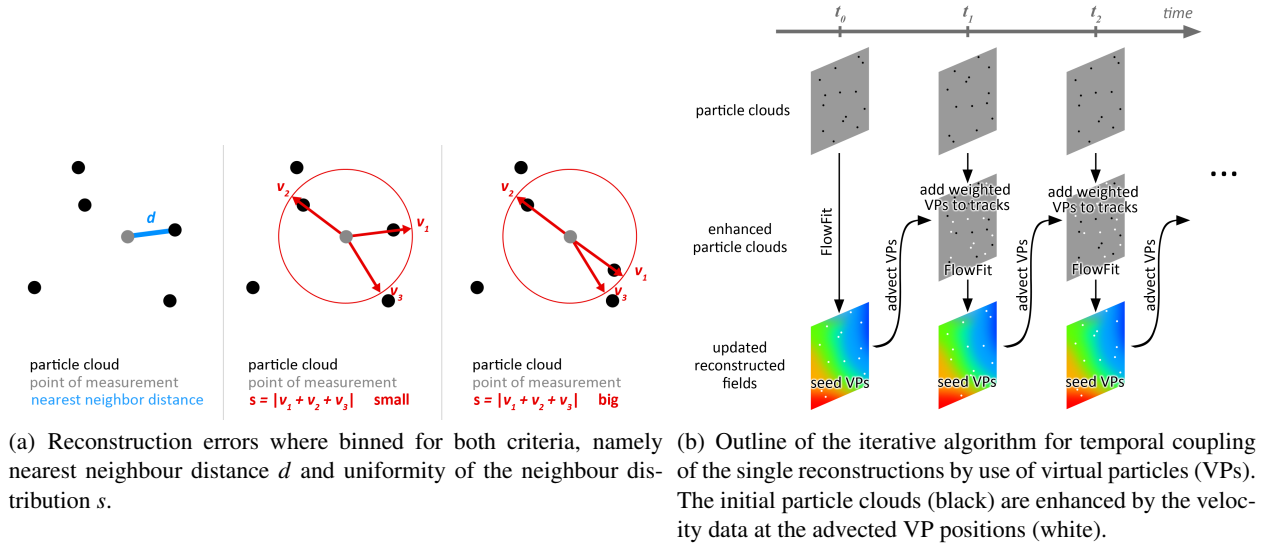 d
particle cloud
point of measurement
nearest neighbor distance
v2
v1
v3
particle cloud
point of measurement
s = |v1 + v2 + v3| small
v2
v1
v3
particle cloud
point of measurement
s = |v1 + v2 + v3| big
(a) Reconstruction errors where binned for both criteria, namely
nearest neighbour distance d and uniformity of the neighbour dis-
tribution s.
t0
t1
t2
time
particle clouds
...
enhanced
particle clouds
FlowFit
advect VPs
add weighted
VPs to tracks
FlowFit
advect VPs
add weighted
VPs to tracks
FlowFit
advect VPs
updated
reconstructed
fields
seed VPs
seed VPs
seed VPs
(b) Outline of the iterative algorithm for temporal coupling
of the single reconstructions by use of virtual particles (VPs).
The initial particle clouds (black) are enhanced by the veloc-
ity data at the advected VP positions (white).